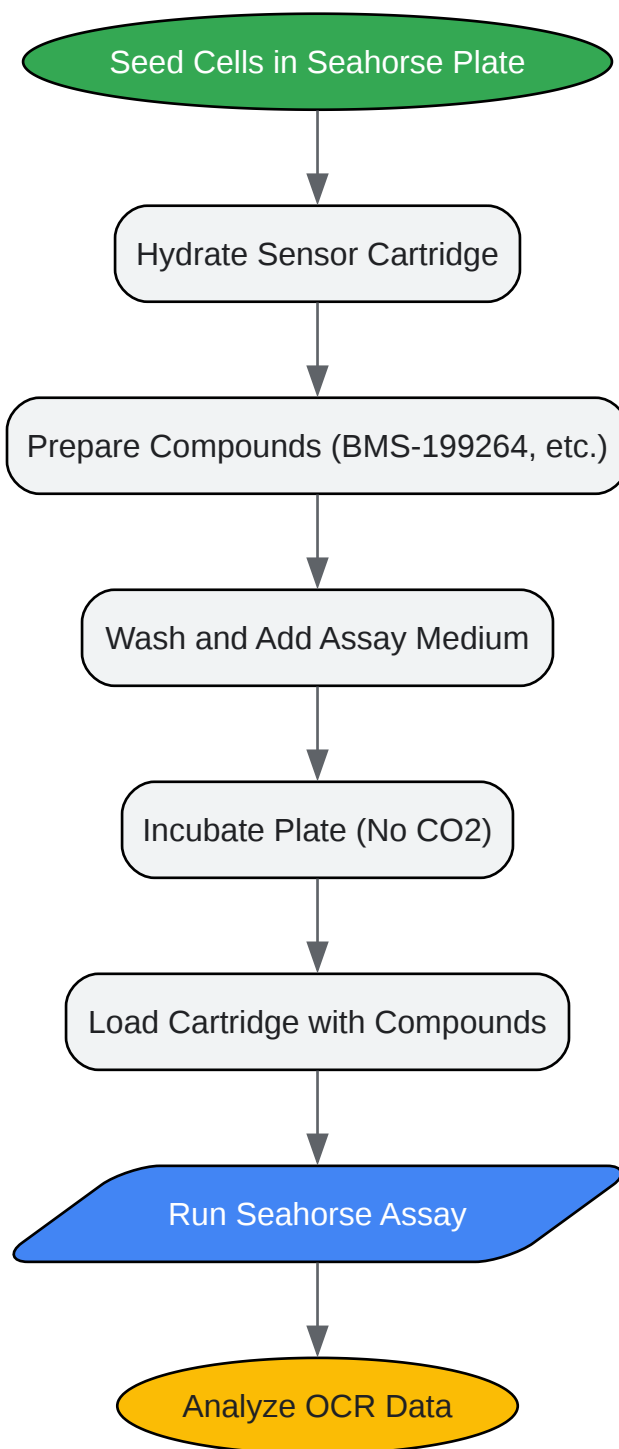 Seed Cells in Seahorse Plate
Hydrate Sensor Cartridge
Prepare Compounds (BMS-199264, etc.)
Wash and Add Assay Medium
Incubate Plate (No CO2)
Load Cartridge with Compounds
Run Seahorse Assay
Analyze OCR Data